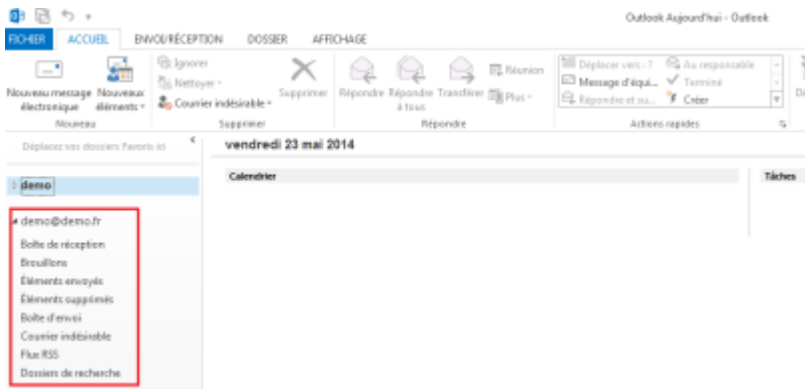 Outlook Aujourd'hui - Outlook
FICHIER ACCUEIL ENVOI/RÉCEPTION DOSSIER AFFICHAGE
Nouveau message électronique
Nouveaux éléments
Nouveau
Ignorer
Nettoyer
Courrier indésirable
Supprimer
Supprimer
Répondre
Répondre à tous
Transférer
Réunion
Plus
Répondre
Déplacer vers : ?
Message d'équi...
Répondre et su...
Au responsable
Terminé
Créer
Actions rapides
Déplacez vos dossiers Favoris ici
vendredi 23 mai 2014
Calendrier
Tâches
demo
demo@demo.fr
Boîte de réception
Brouillons
Éléments envoyés
Éléments supprimés
Boîte d'envoi
Courrier indésirable
Flux RSS
Dossiers de recherche